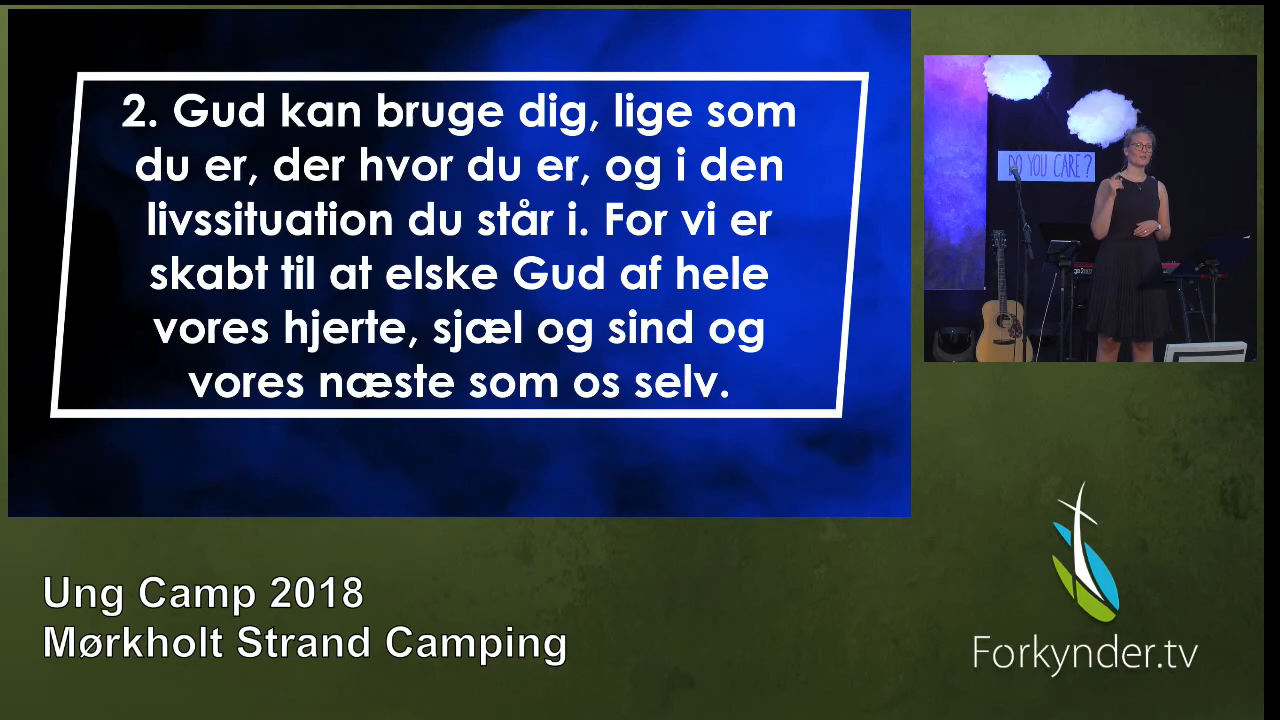 2. Gud kan bruge dig, lige som
du er, der hvor du er, og i den
livssituation du står i. For vi er
skabt til at elske Gud af hele
vores hjerte, sjæl og sind og
vores næste som os selv.
DO YOU CARE?
Ung Camp 2018
Mørkholt Strand Camping
Forkynder.tv